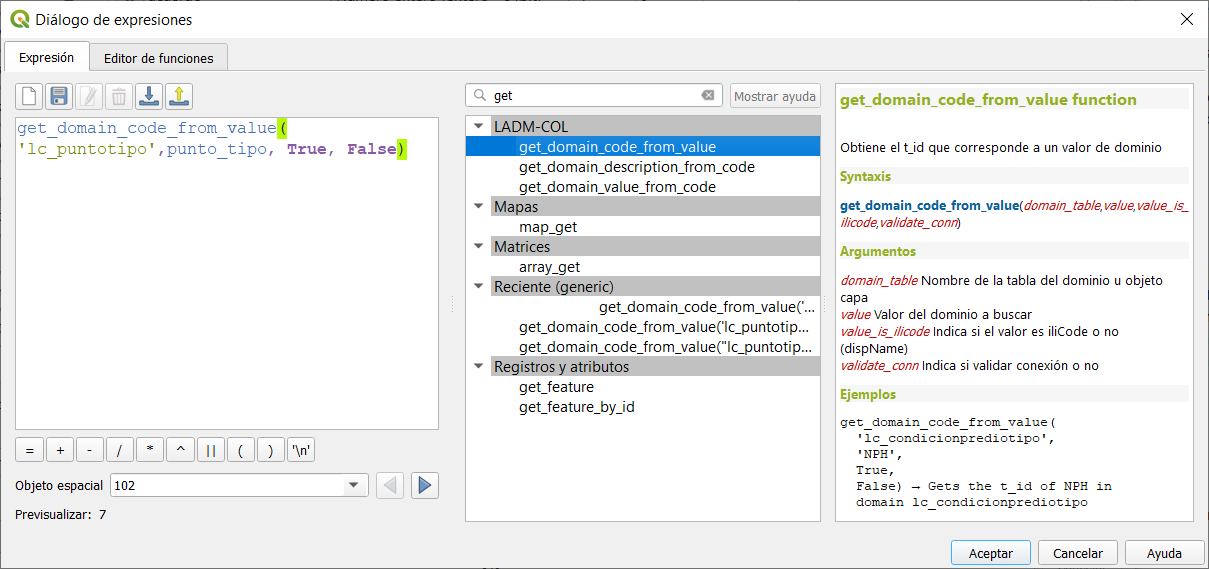 Diálogo de expresiones
Expresión
Editor de funciones
get_domain_code_from_value(
'lc_puntotipo',punto_tipo, True, False)
=
+
-
/
*
^
||
(
)
'\n'
Objeto espacial
102
Previsualizar: 7
get
Mostrar ayuda
LADM-COL
get_domain_code_from_value
get_domain_description_from_code
get_domain_value_from_code
Mapas
map_get
Matrices
array_get
Reciente (generic)
get_domain_code_from_value('...
get_domain_code_from_value('lc_puntotip...
get_domain_code_from_value("lc_puntotip...
Registros y atributos
get_feature
get_feature_by_id
get_domain_code_from_value function
Obtiene el t_id que corresponde a un valor de dominio
Syntaxis
get_domain_code_from_value(domain_table,value,value_is_
ilicode,validate_conn)
Argumentos
domain_table Nombre de la tabla del dominio u objeto
capa
value Valor del dominio a buscar
value_is_ilicode Indica si el valor es iliCode o no
(dispName)
validate_conn Indica si validar conexión o no
Ejemplos
get_domain_code_from_value(
'lc_condicionprediotipo',
'NPH',
True,
False) → Gets the t_id of NPH in
domain lc_condicionprediotipo
Aceptar
Cancelar
Ayuda